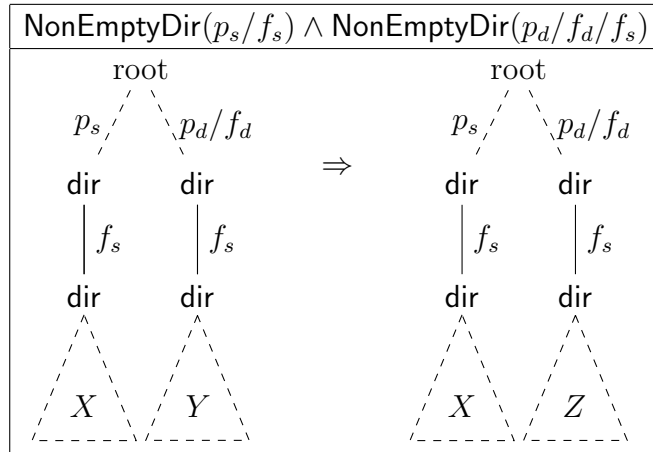 NonEmptyDir(p_s/f_s) ∧ NonEmptyDir(p_d/f_d/f_s)
root root
p_s p_d/f_d p_s p_d/f_d
⇒
dir dir dir dir
f_s f_s f_s f_s
dir dir dir dir
X Y X Z